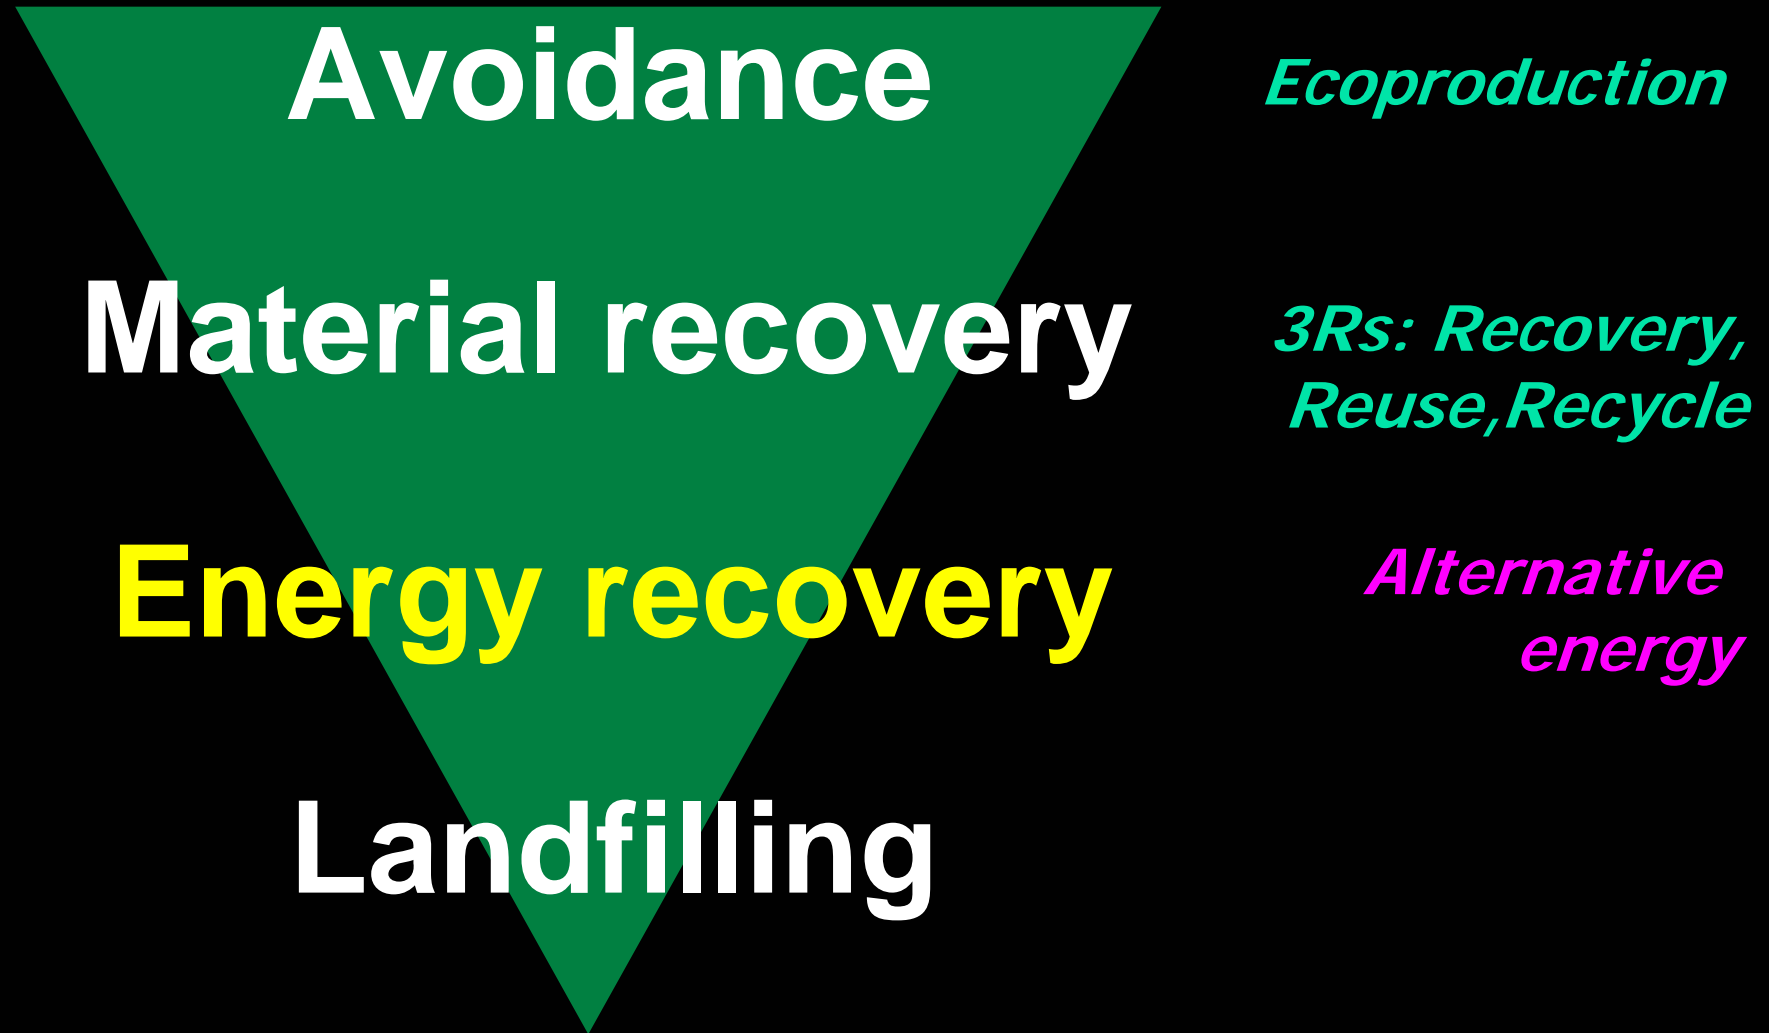 Avoidance
Ecoproduction
Material recovery
3Rs: Recovery,
Reuse,Recycle
Energy recovery
Alternative
energy
Landfilling